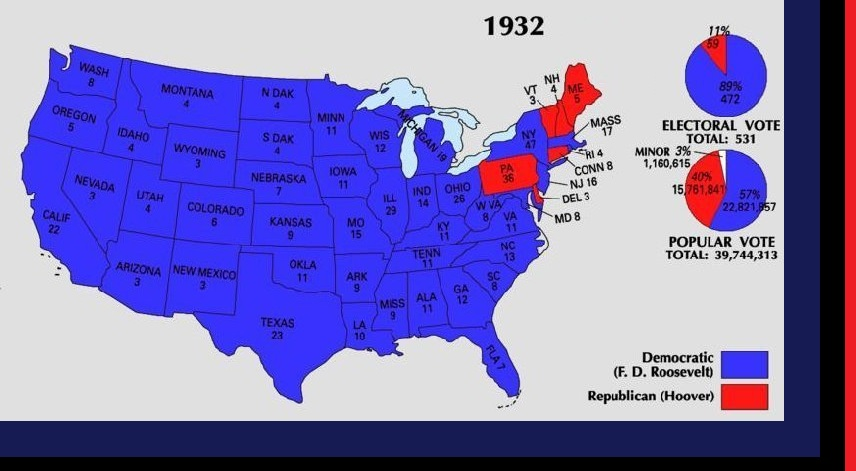 1932
WASH
8
OREGON
5
CALIF
22
NEVADA
3
IDAHO
4
MONTANA
4
WYOMING
3
UTAH
4
COLORADO
6
ARIZONA
3
NEW MEXICO
3
N DAK
4
S DAK
4
NEBRASKA
7
KANSAS
9
OKLA
11
TEXAS
23
MINN
11
IOWA
11
MO
15
ARK
9
LA
10
WIS
12
ILL
29
MICHIGAN 19
IND
14
OHIO
26
KY
11
TENN
11
MISS
9
ALA
11
GA
12
FLA 7
SC
8
NC
13
VA
11
W VA
8
PA
36
NY
47
VT
3
NH
4
ME
5
MASS
17
RI 4
CONN 8
NJ 16
DEL 3
MD 8
11%
59
89%
472
ELECTORAL VOTE
TOTAL: 531
MINOR 3%
1,160,615
40%
15,761,841
57%
22,821,857
POPULAR VOTE
TOTAL: 39,744,313
Democratic
(F. D. Roosevelt)
Republican (Hoover)